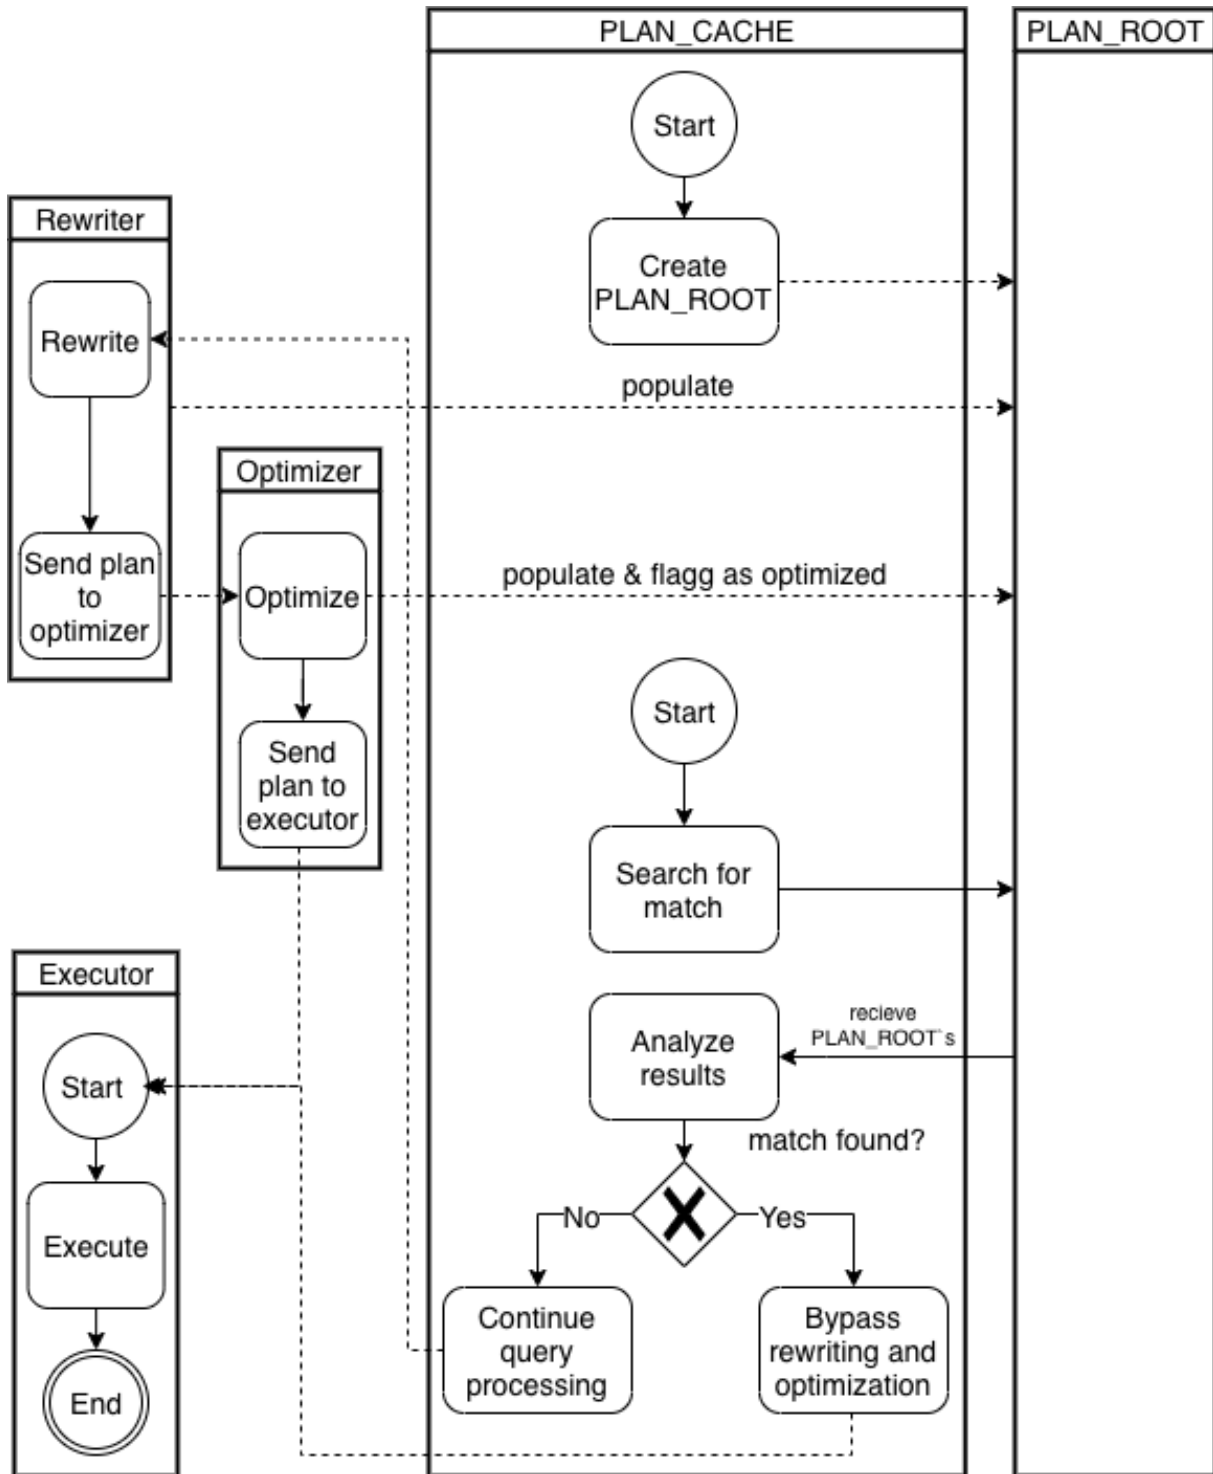 PLAN_CACHE
PLAN_ROOT
Start
Rewriter
Create
PLAN_ROOT
Rewrite
populate
Optimizer
Send plan
to
optimizer
Optimize
populate & flagg as optimized
Start
Send
plan to
executor
Search for
match
Executor
Start
Analyze
results
recieve
PLAN_ROOT`s
match found?
No
Yes
Execute
Continue
query
processing
Bypass
rewriting and
optimization
End